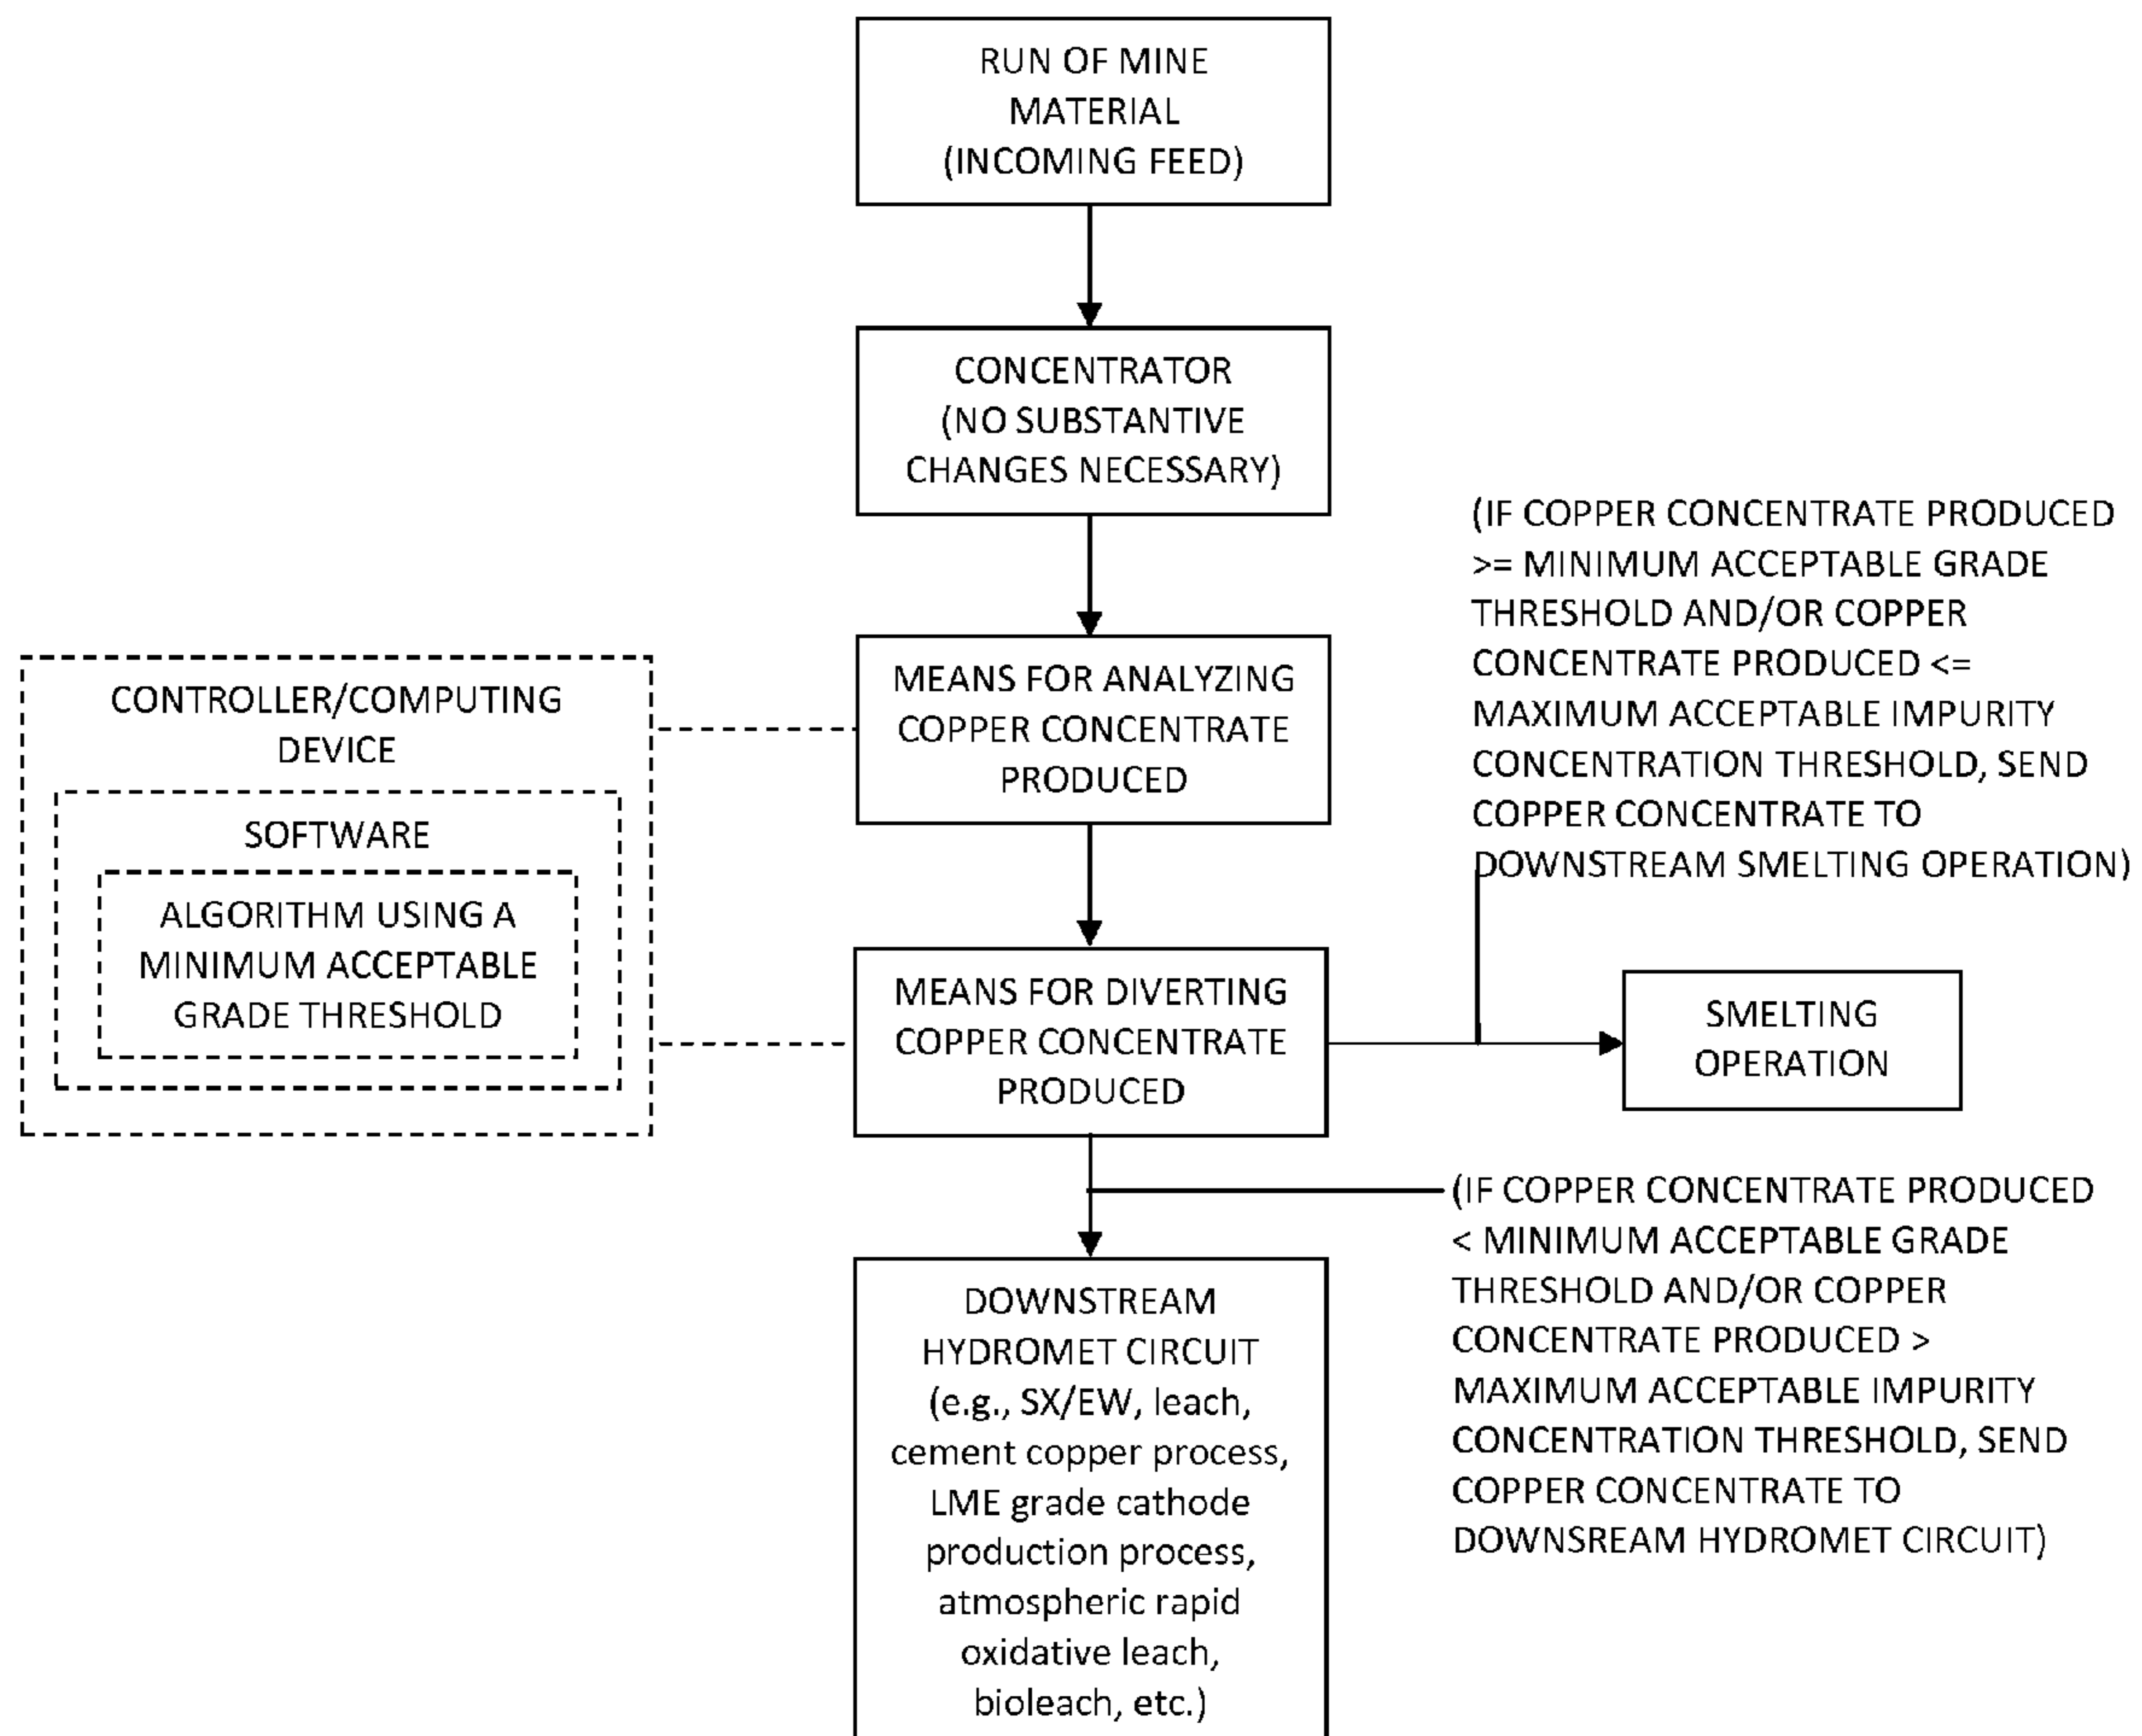 RUN OF MINE
MATERIAL
(INCOMING FEED)
CONCENTRATOR
(NO SUBSTANTIVE
CHANGES NECESSARY)
(IF COPPER CONCENTRATE PRODUCED
>= MINIMUM ACCEPTABLE GRADE
THRESHOLD AND/OR COPPER
CONCENTRATE PRODUCED <=
MAXIMUM ACCEPTABLE IMPURITY
CONCENTRATION THRESHOLD, SEND
COPPER CONCENTRATE TO
DOWNSTREAM SMELTING OPERATION)
MEANS FOR ANALYZING
COPPER CONCENTRATE
PRODUCED
CONTROLLER/COMPUTING
DEVICE
SOFTWARE
ALGORITHM USING A
MINIMUM ACCEPTABLE
GRADE THRESHOLD
MEANS FOR DIVERTING
COPPER CONCENTRATE
PRODUCED
SMELTING
OPERATION
(IF COPPER CONCENTRATE PRODUCED
< MINIMUM ACCEPTABLE GRADE
THRESHOLD AND/OR COPPER
CONCENTRATE PRODUCED >
MAXIMUM ACCEPTABLE IMPURITY
CONCENTRATION THRESHOLD, SEND
COPPER CONCENTRATE TO
DOWNSREAM HYDROMET CIRCUIT)
DOWNSTREAM
HYDROMET CIRCUIT
(e.g., SX/EW, leach,
cement copper process,
LME grade cathode
production process,
atmospheric rapid
oxidative leach,
bioleach, etc.)